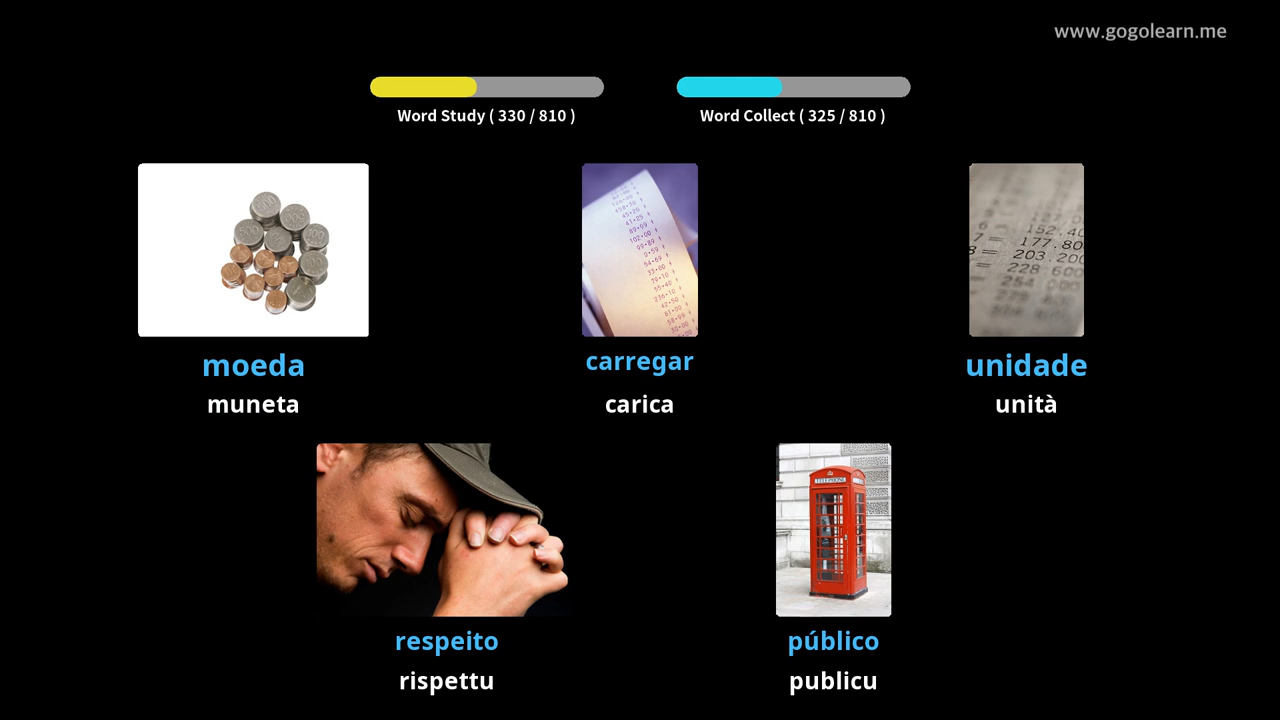 www.gogolearn.me
Word Study ( 330 / 810 )
Word Collect ( 325 / 810 )
moeda
carregar
unidade
muneta
carica
unità
TELEPHONE
respeito
público
rispettu
publicu